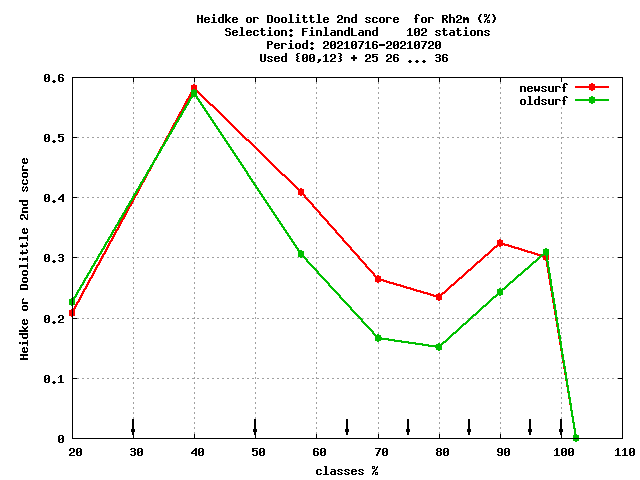 Heidke or Doolittle 2nd score  for Rh2m (%)
Selection: FinlandLand    102 stations
Period: 20210716-20210720
Used {00,12} + 25 26 ... 36
newsurf
oldsurf
Heidke or Doolittle 2nd score
0.6
0.5
0.4
0.3
0.2
0.1
0
20 30 40 50 60 70 80 90 100 110
classes %